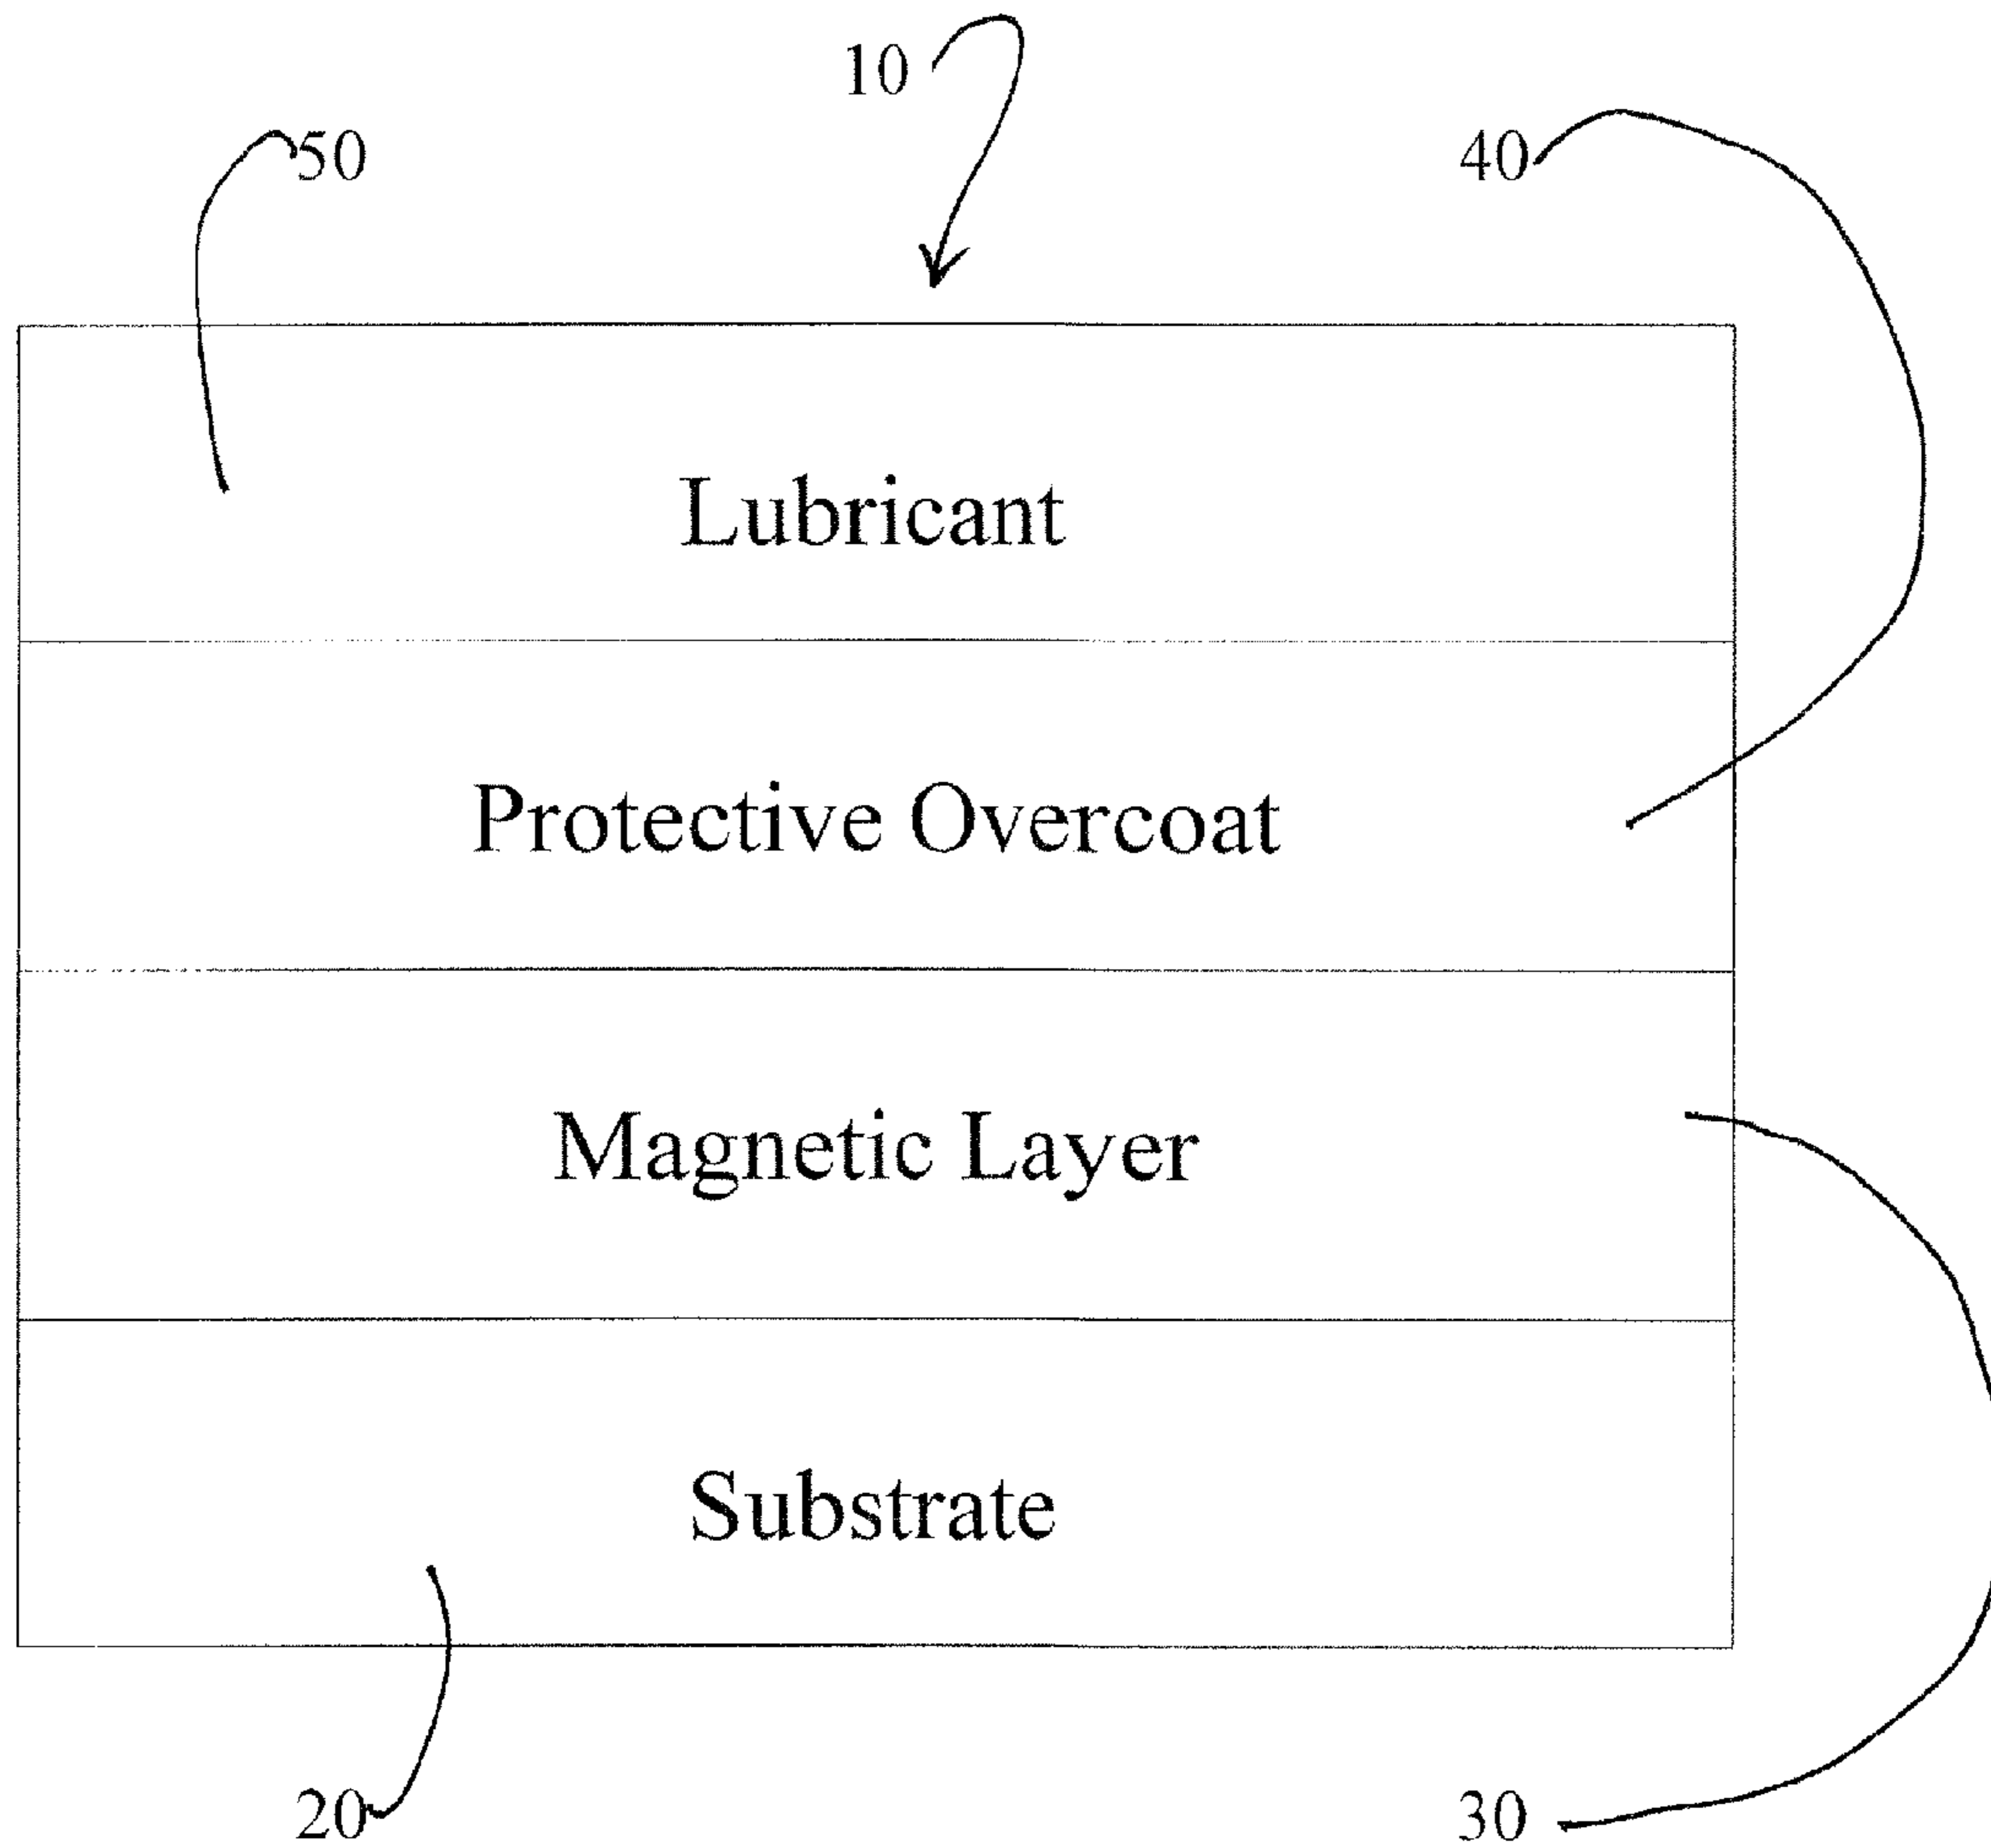 10
50
40
Lubricant
Protective Overcoat
Magnetic Layer
Substrate
20
30